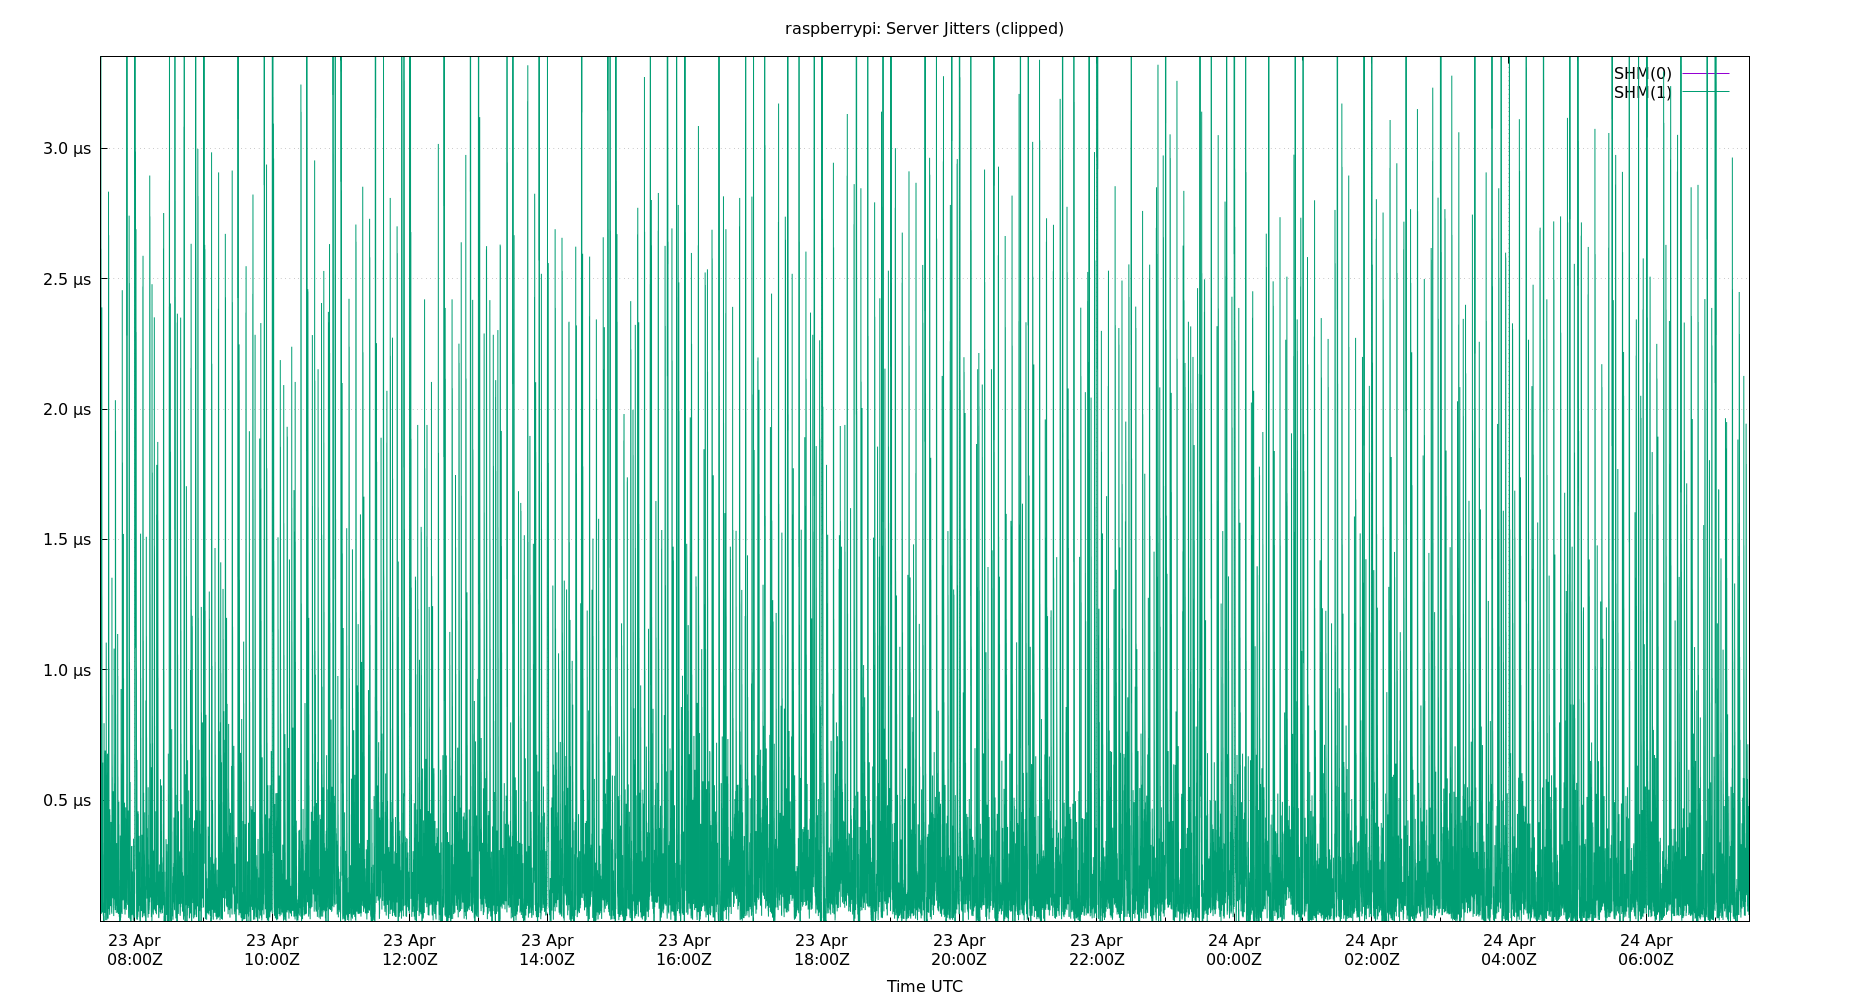 raspberrypi: Server Jitters (clipped)
SHM(0)
SHM(1)
3.0 µs
2.5 µs
2.0 µs
1.5 µs
1.0 µs
0.5 µs
23 Apr 23 Apr 23 Apr 23 Apr 23 Apr 23 Apr 23 Apr 23 Apr 24 Apr 24 Apr 24 Apr 24 Apr
08:00Z 10:00Z 12:00Z 14:00Z 16:00Z 18:00Z 20:00Z 22:00Z 00:00Z 02:00Z 04:00Z 06:00Z
Time UTC